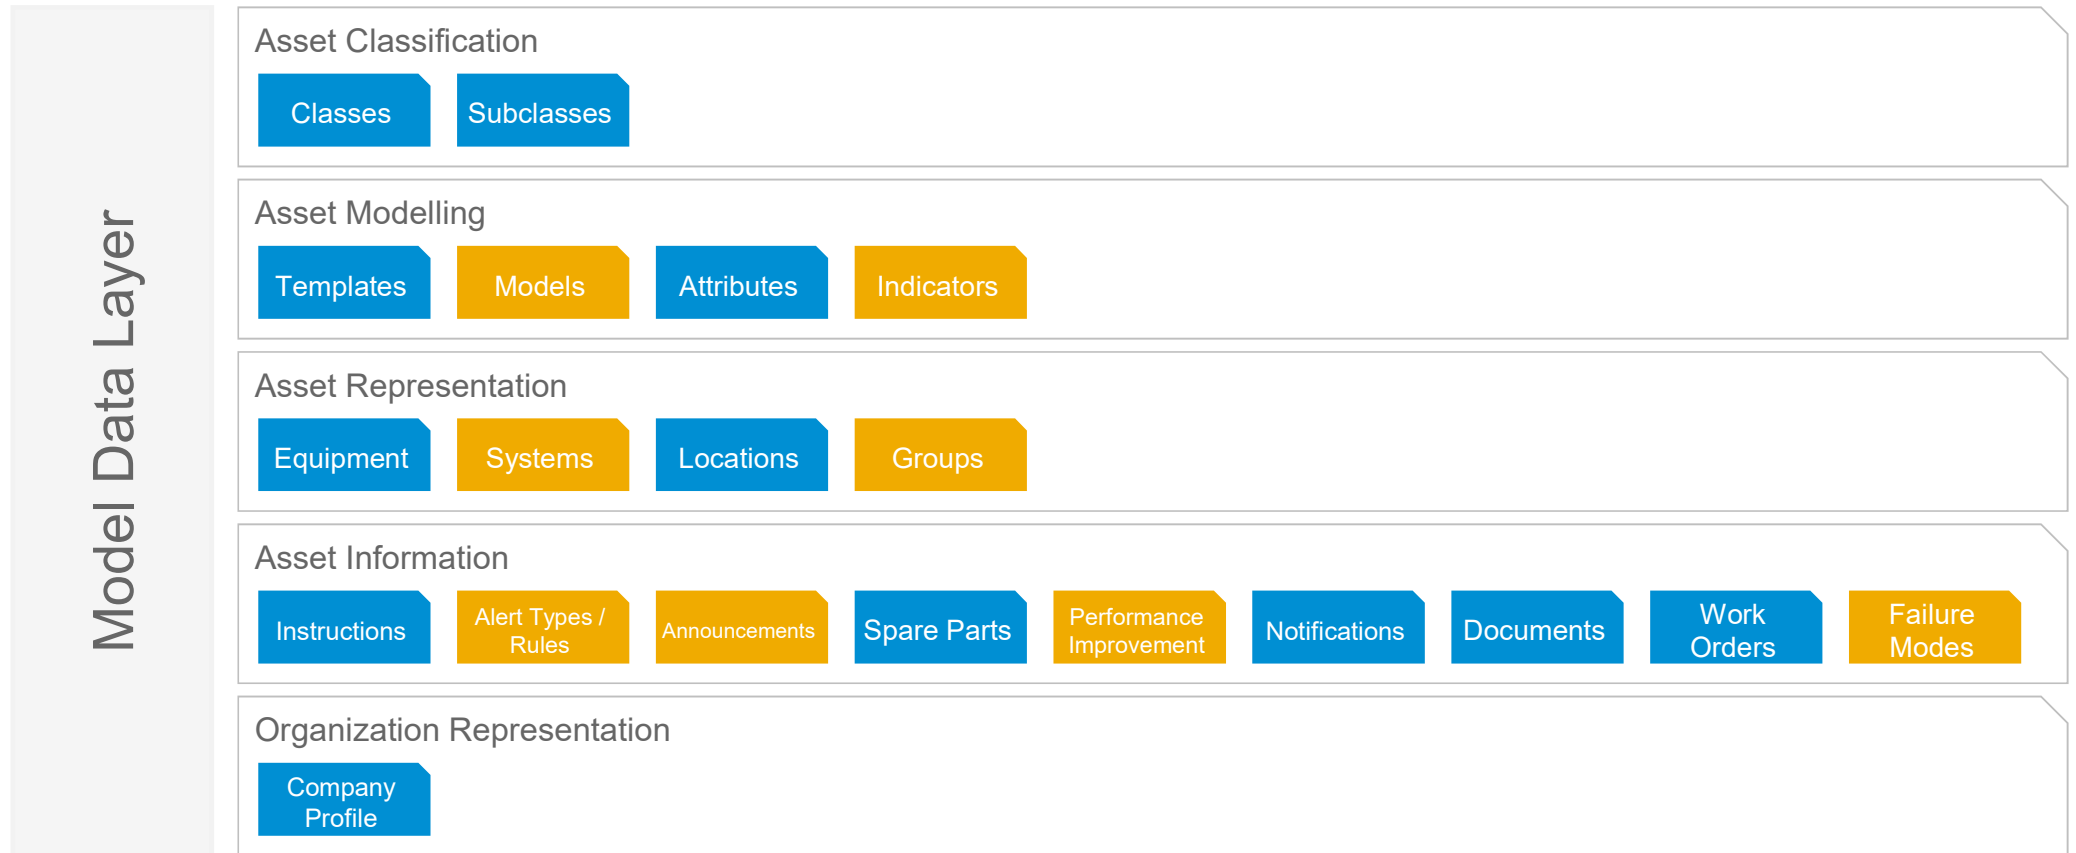 Model Data Layer
Asset Classification
Classes
Subclasses
Asset Modelling
Templates
Models
Attributes
Indicators
Asset Representation
Equipment
Systems
Locations
Groups
Asset Information
Instructions
Alert Types /
Rules
Announcements
Spare Parts
Performance
Improvement
Notifications
Documents
Work
Orders
Failure
Modes
Organization Representation
Company
Profile